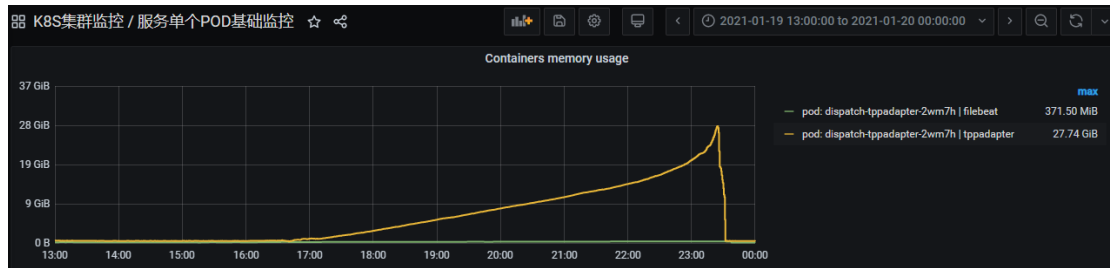 K8S集群监控 / 服务单个POD基础监控
2021-01-19 13:00:00 to 2021-01-20 00:00:00
Containers memory usage
37 GiB
28 GiB
19 GiB
9 GiB
0 B
13:00 14:00 15:00 16:00 17:00 18:00 19:00 20:00 21:00 22:00 23:00 00:00
max
pod: dispatch-tppadapter-2wm7h | filebeat 371.50 MiB
pod: dispatch-tppadapter-2wm7h | tppadapter 27.74 GiB